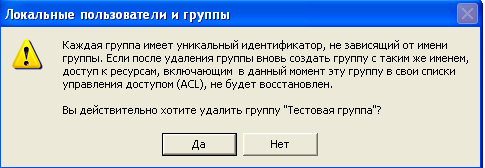 Локальные пользователи и группы
Каждая группа имеет уникальный идентификатор, не зависящий от имени
группы. Если после удаления группы вновь создать группу с таким же именем,
доступ к ресурсам, включающим в данный момент эту группу в свои списки
управления доступом (ACL), не будет восстановлен.
Вы действительно хотите удалить группу "Тестовая группа"?
Да
Нет